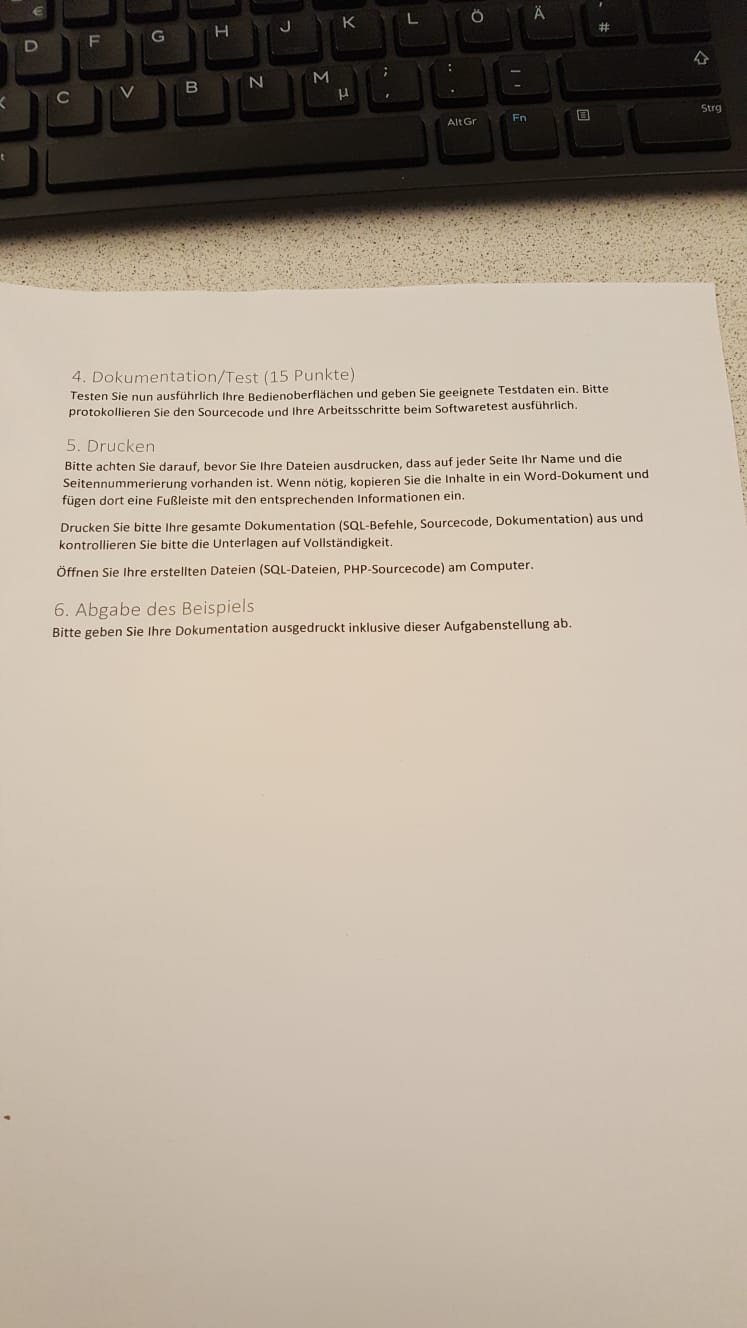 €
D F G H J K L Ö Ä ' #
C V B N M µ ; , : . _ -
Alt Gr Fn Strg
4. Dokumentation/Test (15 Punkte)
Testen Sie nun ausführlich Ihre Bedienoberflächen und geben Sie geeignete Testdaten ein. Bitte
protokollieren Sie den Sourcecode und Ihre Arbeitsschritte beim Softwaretest ausführlich.
5. Drucken
Bitte achten Sie darauf, bevor Sie Ihre Dateien ausdrucken, dass auf jeder Seite Ihr Name und die
Seitennummerierung vorhanden ist. Wenn nötig, kopieren Sie die Inhalte in ein Word-Dokument und
fügen dort eine Fußleiste mit den entsprechenden Informationen ein.
Drucken Sie bitte Ihre gesamte Dokumentation (SQL-Befehle, Sourcecode, Dokumentation) aus und
kontrollieren Sie bitte die Unterlagen auf Vollständigkeit.
Öffnen Sie Ihre erstellten Dateien (SQL-Dateien, PHP-Sourcecode) am Computer.
6. Abgabe des Beispiels
Bitte geben Sie Ihre Dokumentation ausgedruckt inklusive dieser Aufgabenstellung ab.